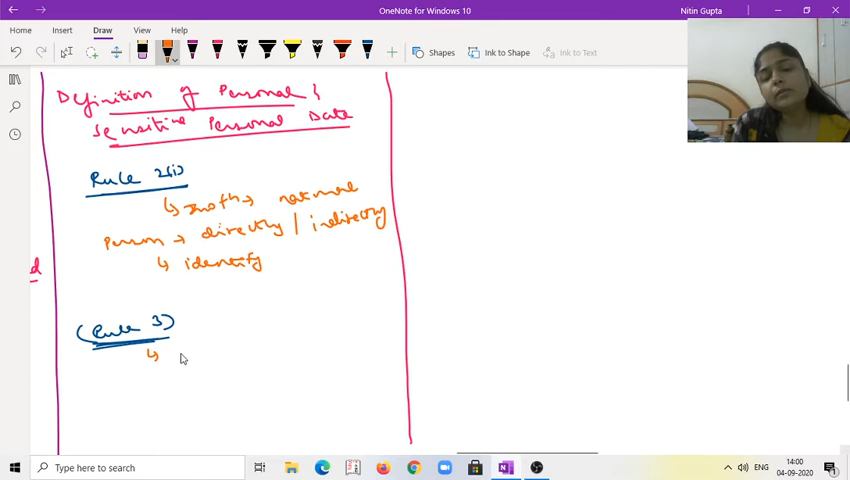 OneNote for Windows 10
Nitin Gupta
Home Insert Draw View Help
Shapes
Ink to Shape
Ink to Text
Definition of Personal &
Sensitive Personal Data
Rule 2(i)
natural
Person → directly / indirectly
↳ identify
ed
(Rule 3)
↳
Type here to search
ENG
14:00
04-09-2020